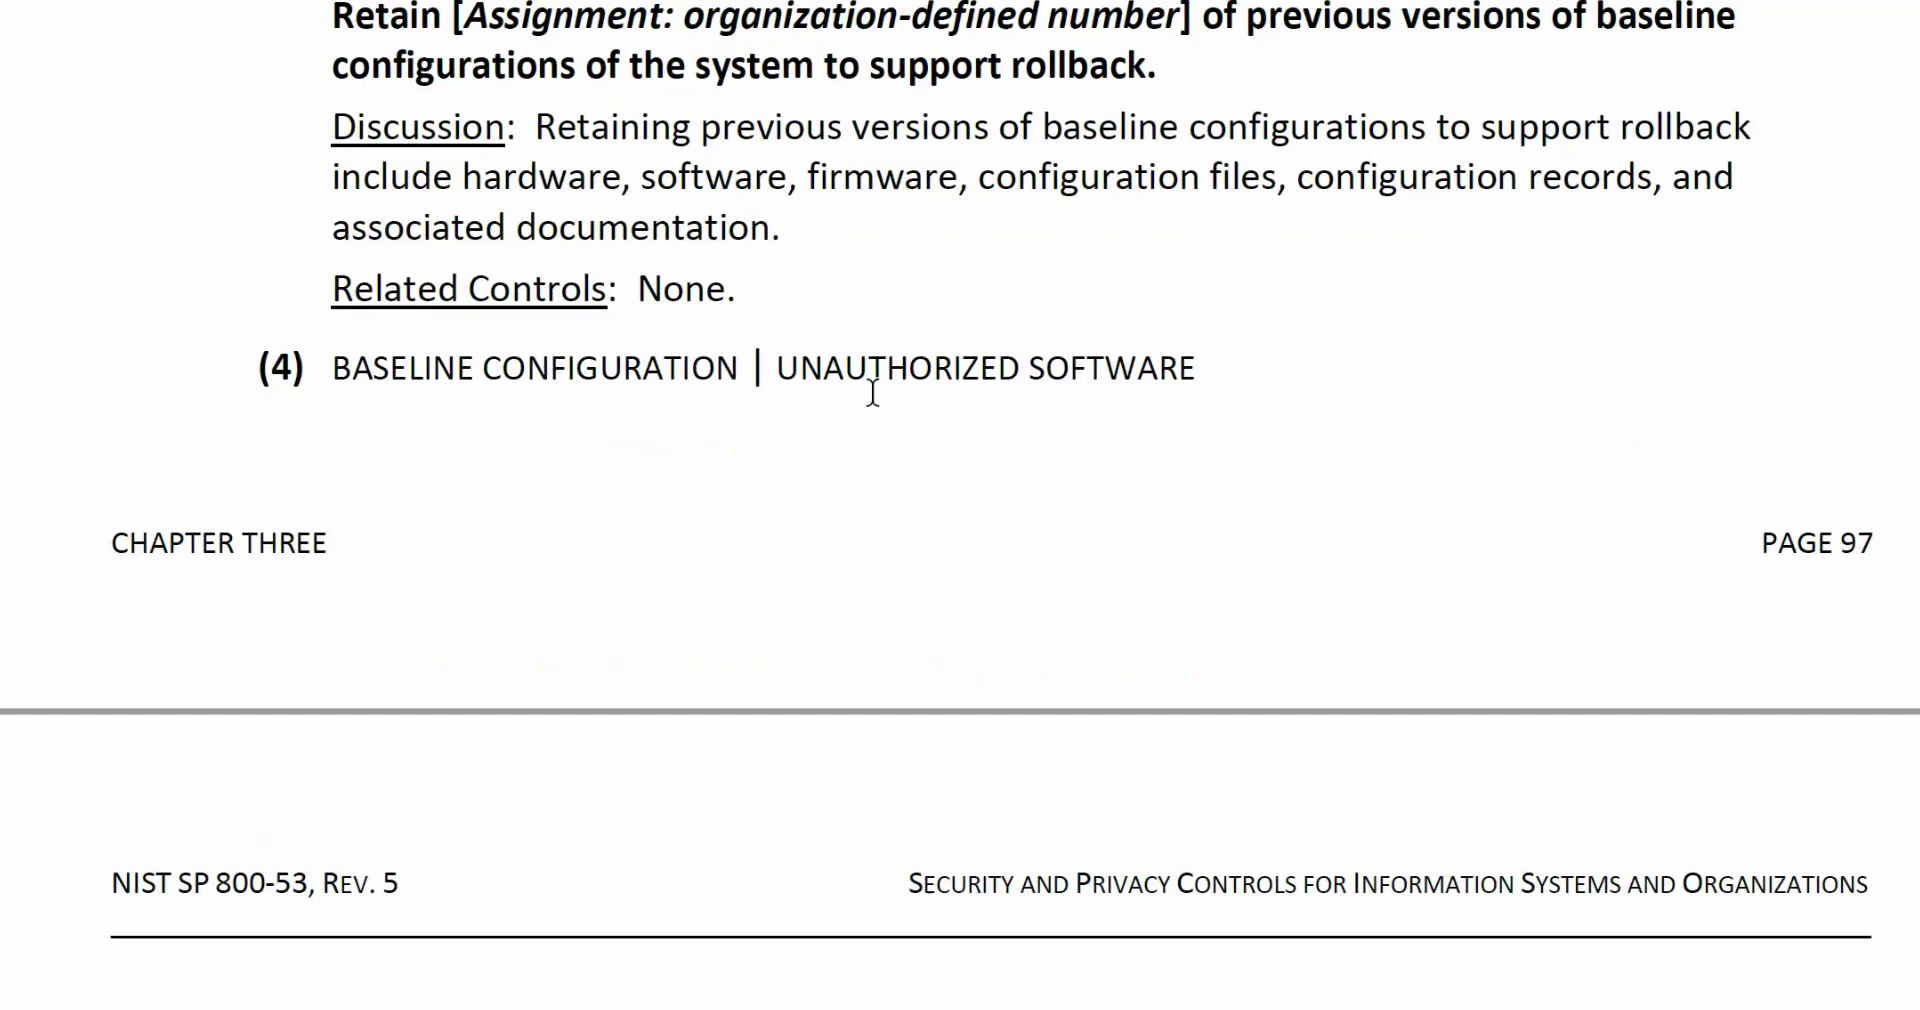 Retain [Assignment: organization-defined number] of previous versions of baseline
configurations of the system to support rollback.
Discussion: Retaining previous versions of baseline configurations to support rollback
include hardware, software, firmware, configuration files, configuration records, and
associated documentation.
Related Controls: None.
(4) BASELINE CONFIGURATION | UNAUTHORIZED SOFTWARE
CHAPTER THREE PAGE 97
NIST SP 800-53, REV. 5 SECURITY AND PRIVACY CONTROLS FOR INFORMATION SYSTEMS AND ORGANIZATIONS